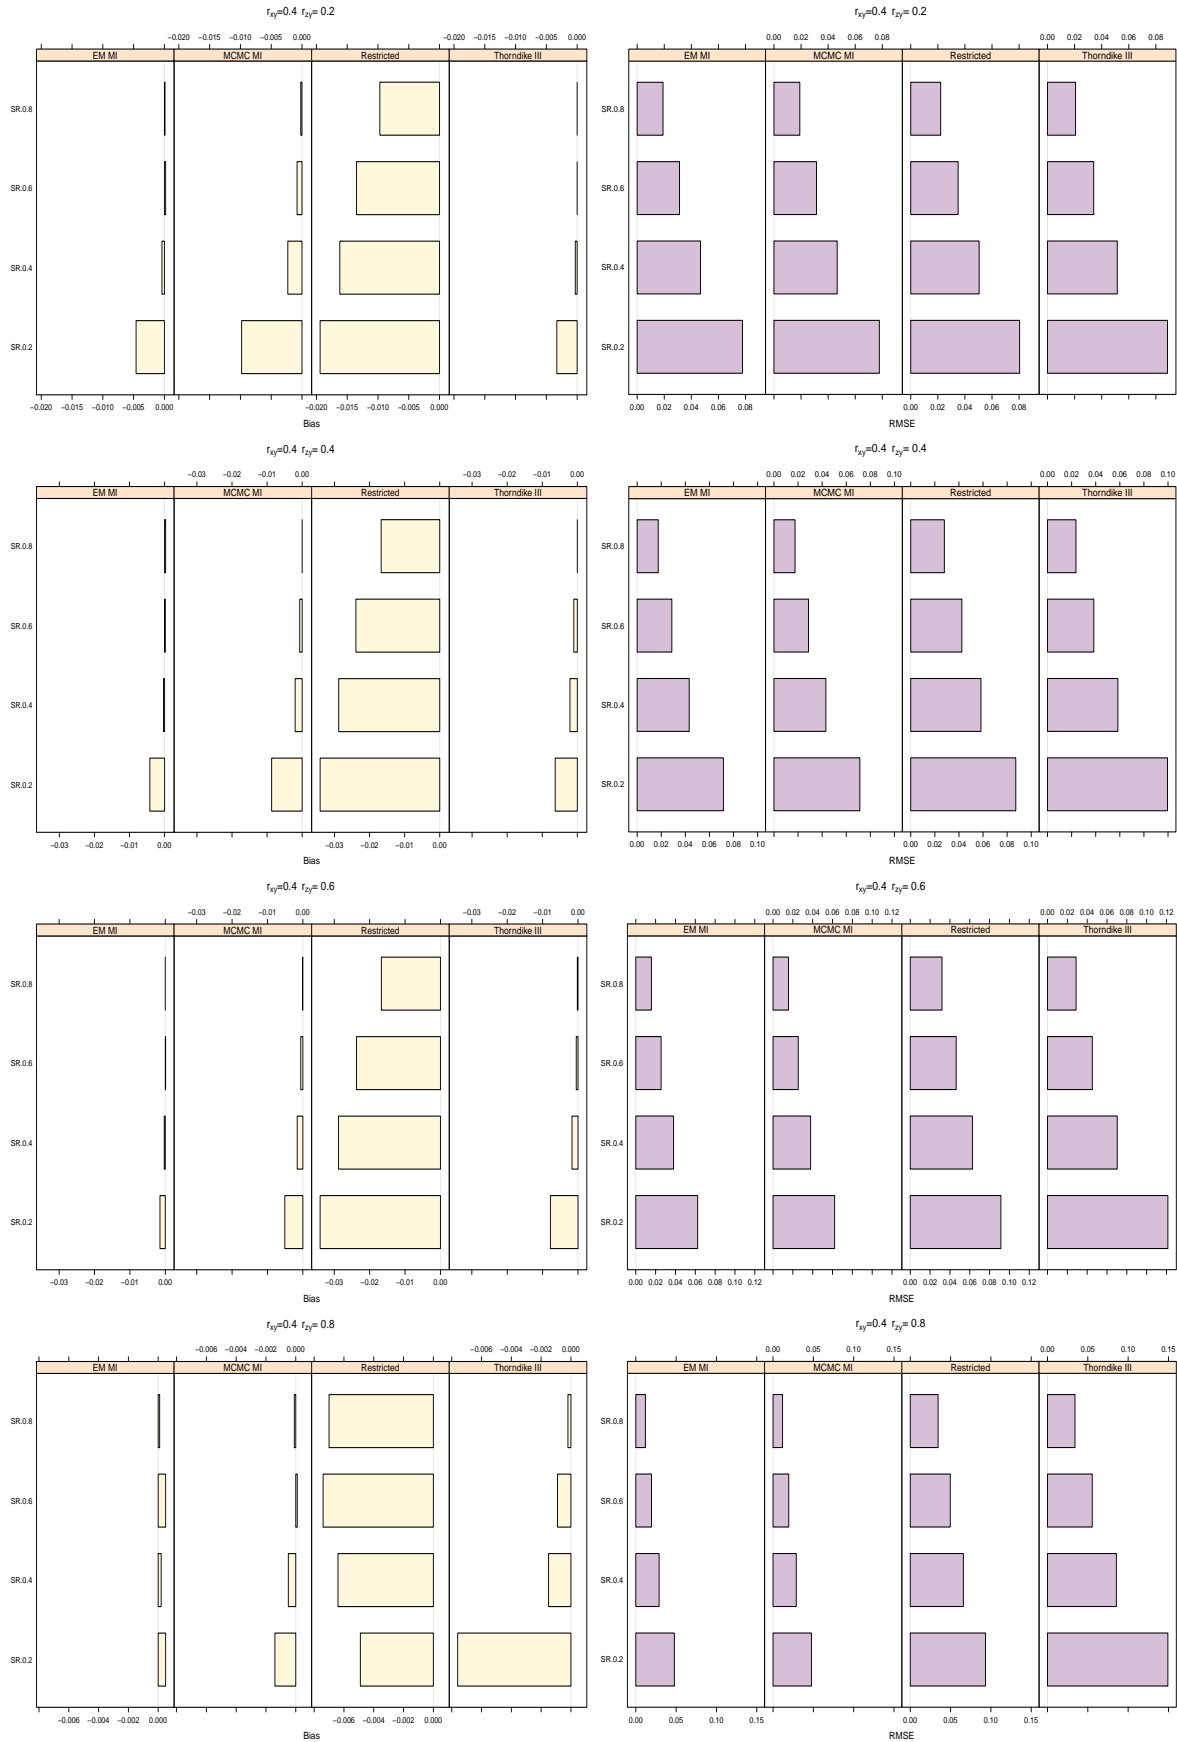 rxy=0.4 rzy= 0.2
−0.020 −0.015 −0.010 −0.005 0.000 −0.020 −0.015 −0.010 −0.005 0.000
EM MI MCMC MI Restricted Thorndike III
SR.0.8
SR.0.6
SR.0.4
SR.0.2
−0.020 −0.015 −0.010 −0.005 0.000 −0.020 −0.015 −0.010 −0.005 0.000
Bias
rxy=0.4 rzy= 0.2
0.00 0.02 0.04 0.06 0.08 0.00 0.02 0.04 0.06 0.08
EM MI MCMC MI Restricted Thorndike III
SR.0.8
SR.0.6
SR.0.4
SR.0.2
0.00 0.02 0.04 0.06 0.08 0.00 0.02 0.04 0.06 0.08
RMSE
rxy=0.4 rzy= 0.4
−0.03 −0.02 −0.01 0.00 −0.03 −0.02 −0.01 0.00
EM MI MCMC MI Restricted Thorndike III
SR.0.8
SR.0.6
SR.0.4
SR.0.2
−0.03 −0.02 −0.01 0.00 −0.03 −0.02 −0.01 0.00
Bias
rxy=0.4 rzy= 0.4
0.00 0.02 0.04 0.06 0.08 0.10 0.00 0.02 0.04 0.06 0.08 0.10
EM MI MCMC MI Restricted Thorndike III
SR.0.8
SR.0.6
SR.0.4
SR.0.2
0.00 0.02 0.04 0.06 0.08 0.10 0.00 0.02 0.04 0.06 0.08 0.10
RMSE
rxy=0.4 rzy= 0.6
−0.03 −0.02 −0.01 0.00 −0.03 −0.02 −0.01 0.00
EM MI MCMC MI Restricted Thorndike III
SR.0.8
SR.0.6
SR.0.4
SR.0.2
−0.03 −0.02 −0.01 0.00 −0.03 −0.02 −0.01 0.00
Bias
rxy=0.4 rzy= 0.6
0.00 0.02 0.04 0.06 0.08 0.10 0.12 0.00 0.02 0.04 0.06 0.08 0.10 0.12
EM MI MCMC MI Restricted Thorndike III
SR.0.8
SR.0.6
SR.0.4
SR.0.2
0.00 0.02 0.04 0.06 0.08 0.10 0.12 0.00 0.02 0.04 0.06 0.08 0.10 0.12
RMSE
rxy=0.4 rzy= 0.8
−0.006 −0.004 −0.002 0.000 −0.006 −0.004 −0.002 0.000
EM MI MCMC MI Restricted Thorndike III
SR.0.8
SR.0.6
SR.0.4
SR.0.2
−0.006 −0.004 −0.002 0.000 −0.006 −0.004 −0.002 0.000
Bias
rxy=0.4 rzy= 0.8
0.00 0.05 0.10 0.15 0.00 0.05 0.10 0.15
EM MI MCMC MI Restricted Thorndike III
SR.0.8
SR.0.6
SR.0.4
SR.0.2
0.00 0.05 0.10 0.15 0.00 0.05 0.10 0.15
RMSE